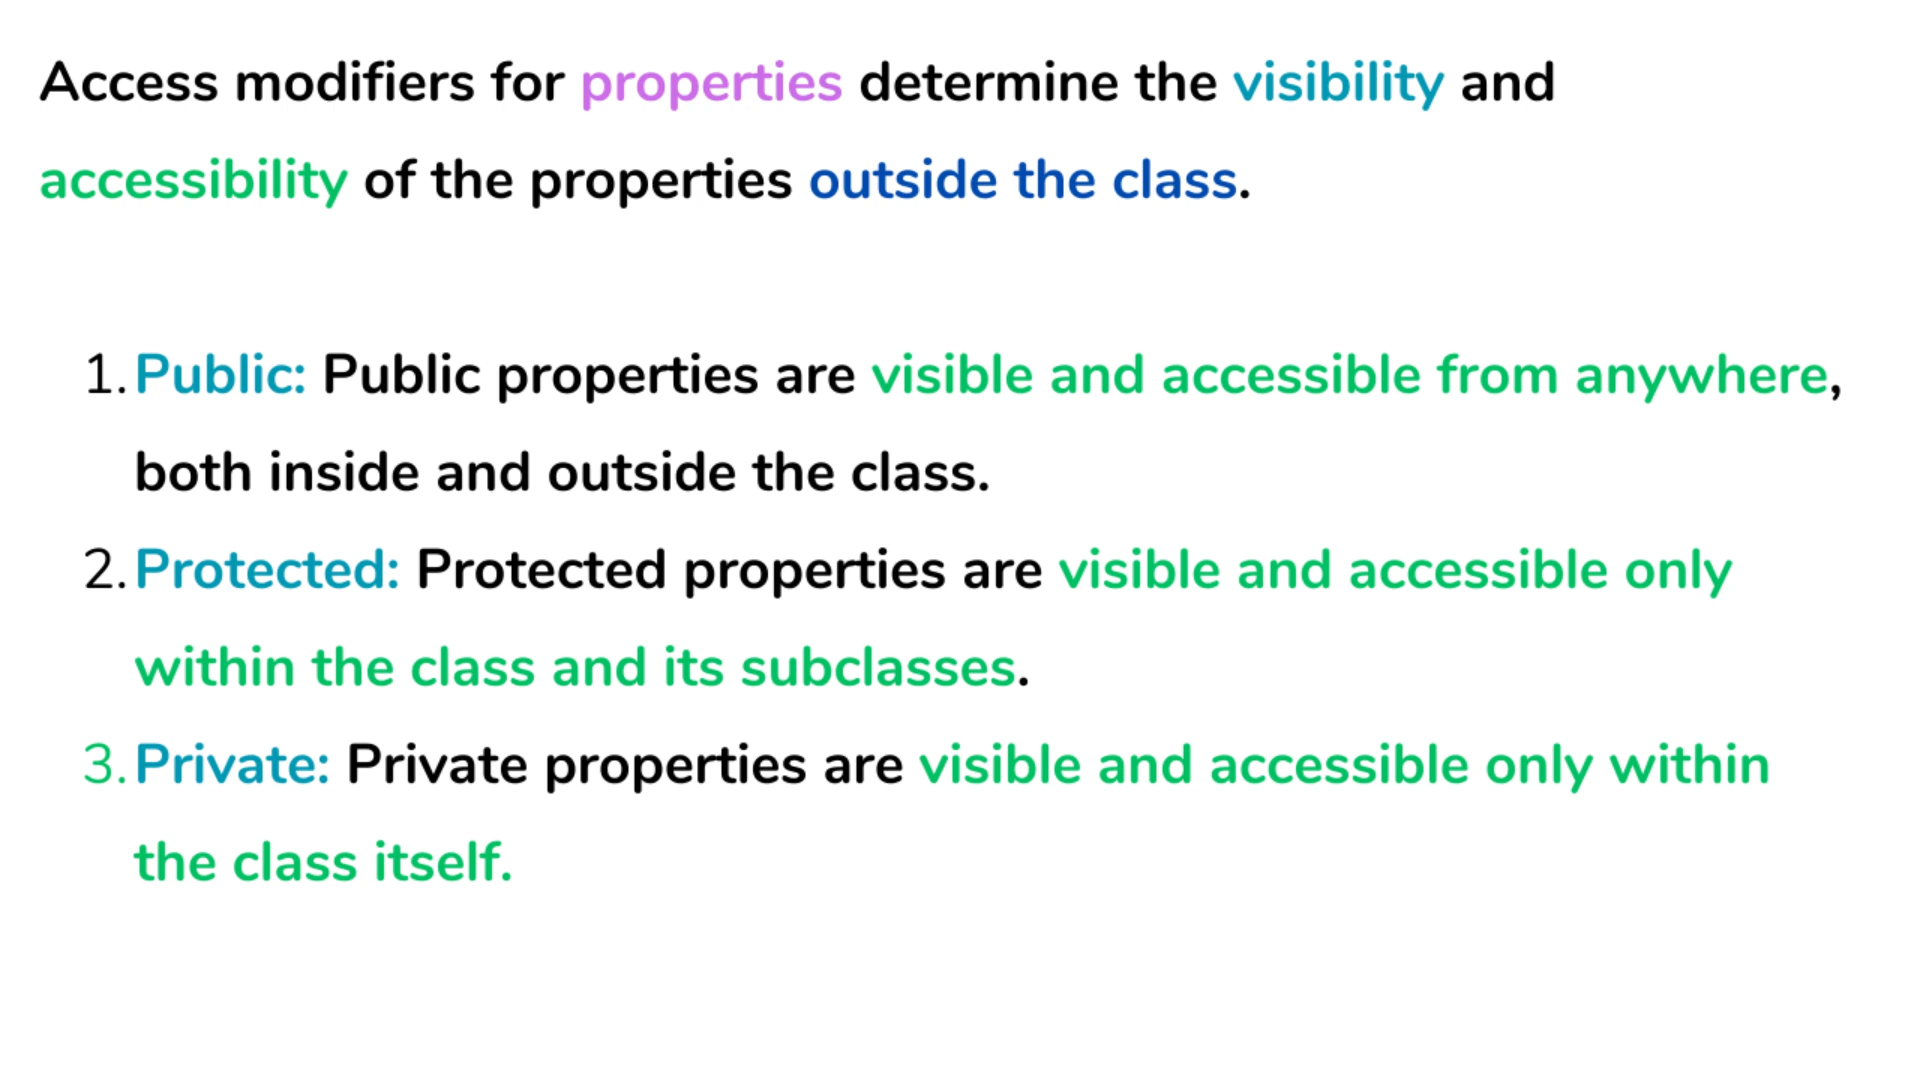 Access modifiers for properties determine the visibility and
accessibility of the properties outside the class.
1. Public: Public properties are visible and accessible from anywhere,
both inside and outside the class.
2. Protected: Protected properties are visible and accessible only
within the class and its subclasses.
3. Private: Private properties are visible and accessible only within
the class itself.